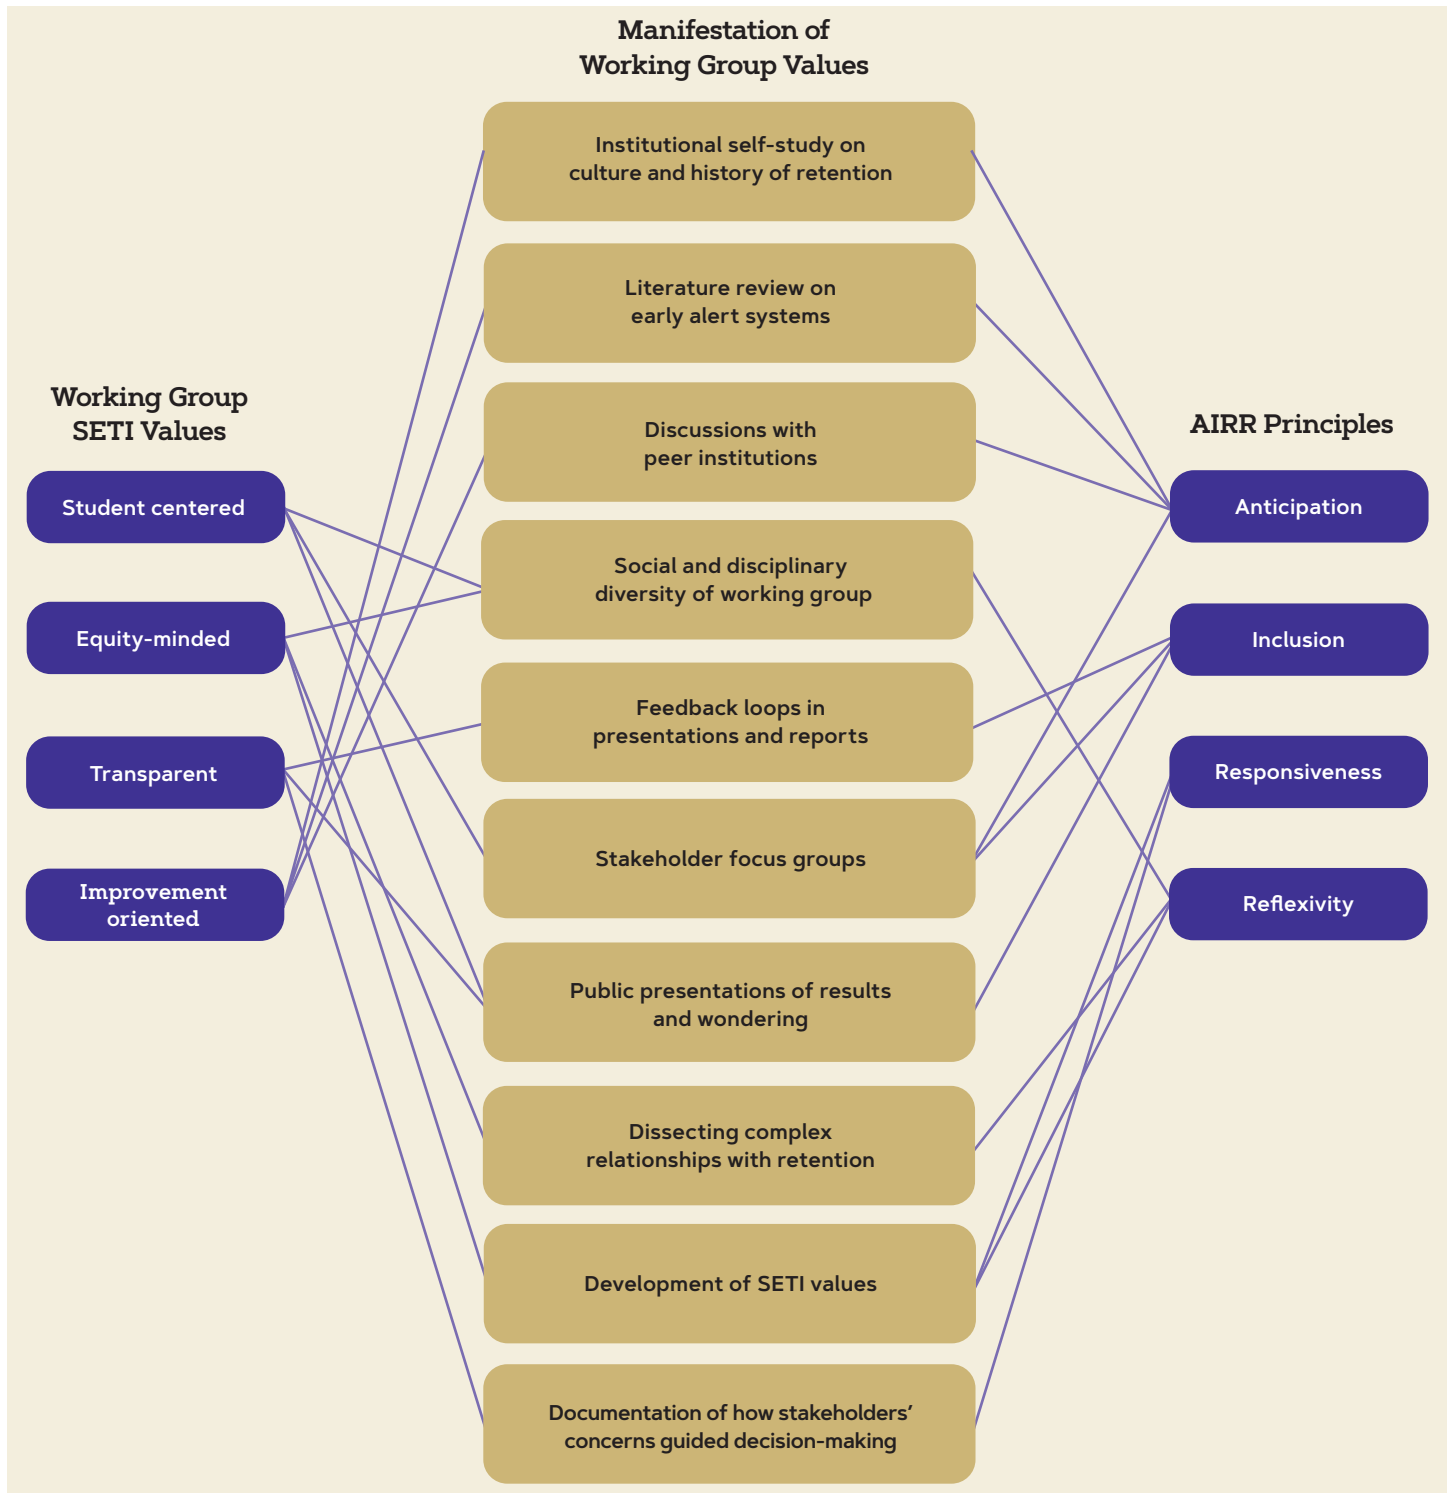 Manifestation of
Working Group Values
Institutional self-study on
culture and history of retention
Literature review on
early alert systems
Discussions with
peer institutions
Social and disciplinary
diversity of working group
Feedback loops in
presentations and reports
Stakeholder focus groups
Public presentations of results
and wondering
Dissecting complex
relationships with retention
Development of SETI values
Documentation of how stakeholders’
concerns guided decision-making
Working Group
SETI Values
Student centered
Equity-minded
Transparent
Improvement
oriented
AIRR Principles
Anticipation
Inclusion
Responsiveness
Reflexivity